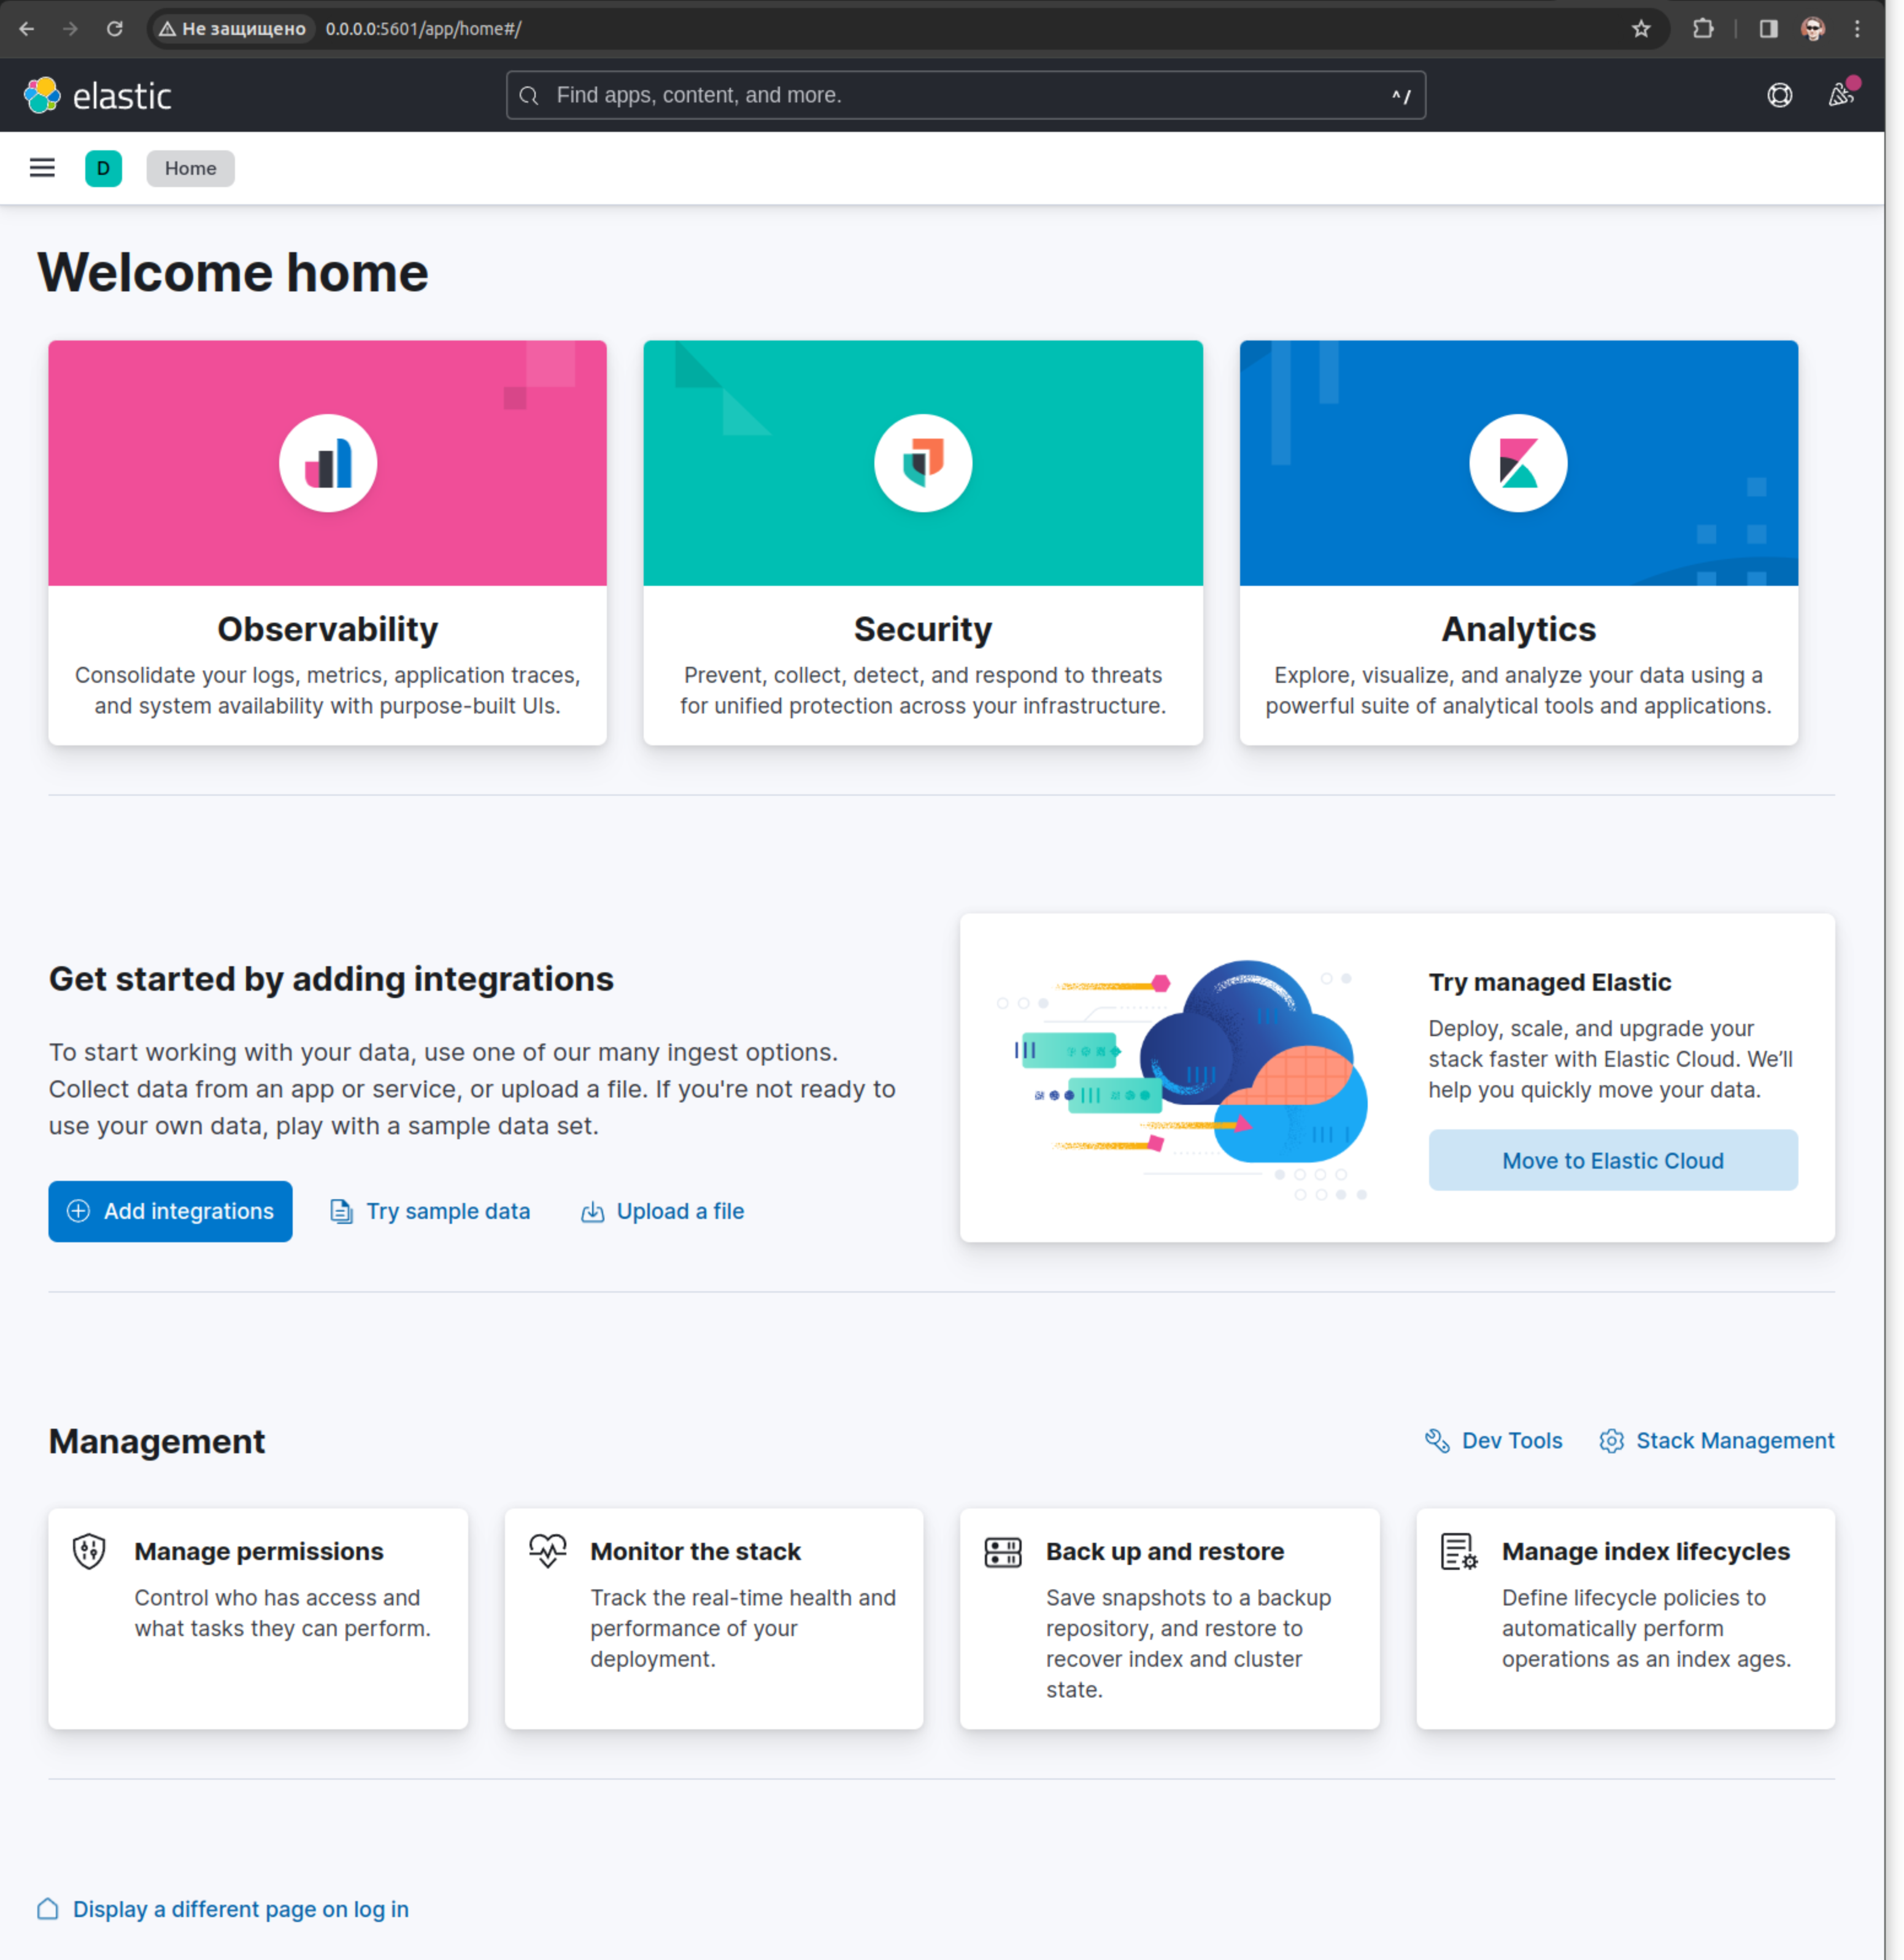 Не защищено 0.0.0.0:5601/app/home#/
elastic
Find apps, content, and more.
^/
D
Home
Welcome home
Observability
Consolidate your logs, metrics, application traces,
and system availability with purpose-built UIs.
Security
Prevent, collect, detect, and respond to threats
for unified protection across your infrastructure.
Analytics
Explore, visualize, and analyze your data using a
powerful suite of analytical tools and applications.
Get started by adding integrations
To start working with your data, use one of our many ingest options.
Collect data from an app or service, or upload a file. If you're not ready to
use your own data, play with a sample data set.
Add integrations
Try sample data
Upload a file
Try managed Elastic
Deploy, scale, and upgrade your
stack faster with Elastic Cloud. We’ll
help you quickly move your data.
Move to Elastic Cloud
Management
Dev Tools
Stack Management
Manage permissions
Control who has access and
what tasks they can perform.
Monitor the stack
Track the real-time health and
performance of your
deployment.
Back up and restore
Save snapshots to a backup
repository, and restore to
recover index and cluster
state.
Manage index lifecycles
Define lifecycle policies to
automatically perform
operations as an index ages.
Display a different page on log in